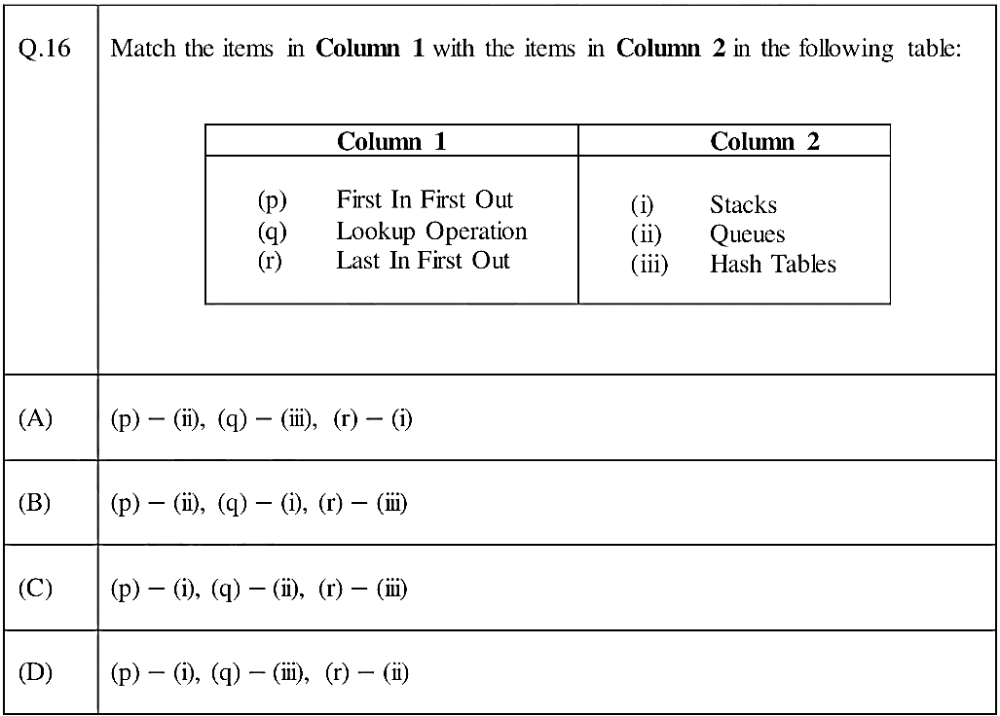 Q.16 Match the items in Column 1 with the items in Column 2 in the following table:
Column 1 Column 2
(p) First In First Out (i) Stacks
(q) Lookup Operation (ii) Queues
(r) Last In First Out (iii) Hash Tables
(A) (p) − (ii), (q) − (iii), (r) − (i)
(B) (p) − (ii), (q) − (i), (r) − (iii)
(C) (p) − (i), (q) − (ii), (r) − (iii)
(D) (p) − (i), (q) − (iii), (r) − (ii)